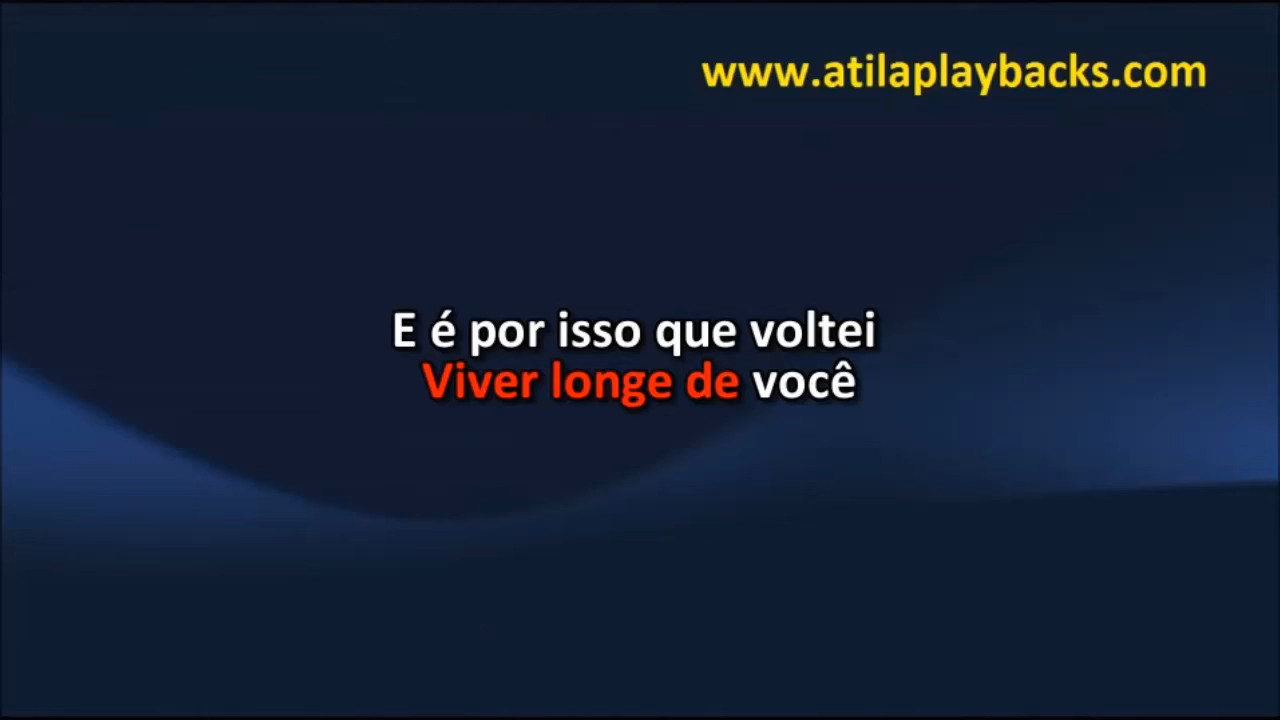 www.atilaplaybacks.com
E é por isso que voltei
Viver longe de você